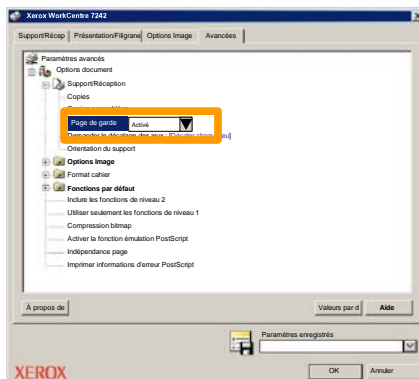 Xerox WorkCentre 7242
Support/Récep Présentation/Filigrane Options Image Avancées
Paramètres avancés
Options document
Support/Réception
Copies
Page de garde Activé
Demander le décalage des jeux : [Décaler chaque jeu]
Orientation du support
Options Image
Format cahier
Fonctions par défaut
Inclure les fonctions de niveau 2
Utiliser seulement les fonctions de niveau 1
Compression bitmap
Activer la fonction émulation PostScript
Indépendance page
Imprimer informations d'erreur PostScript
À propos de Valeurs par d Aide
Paramètres enregistrés
XEROX
OK Annuler